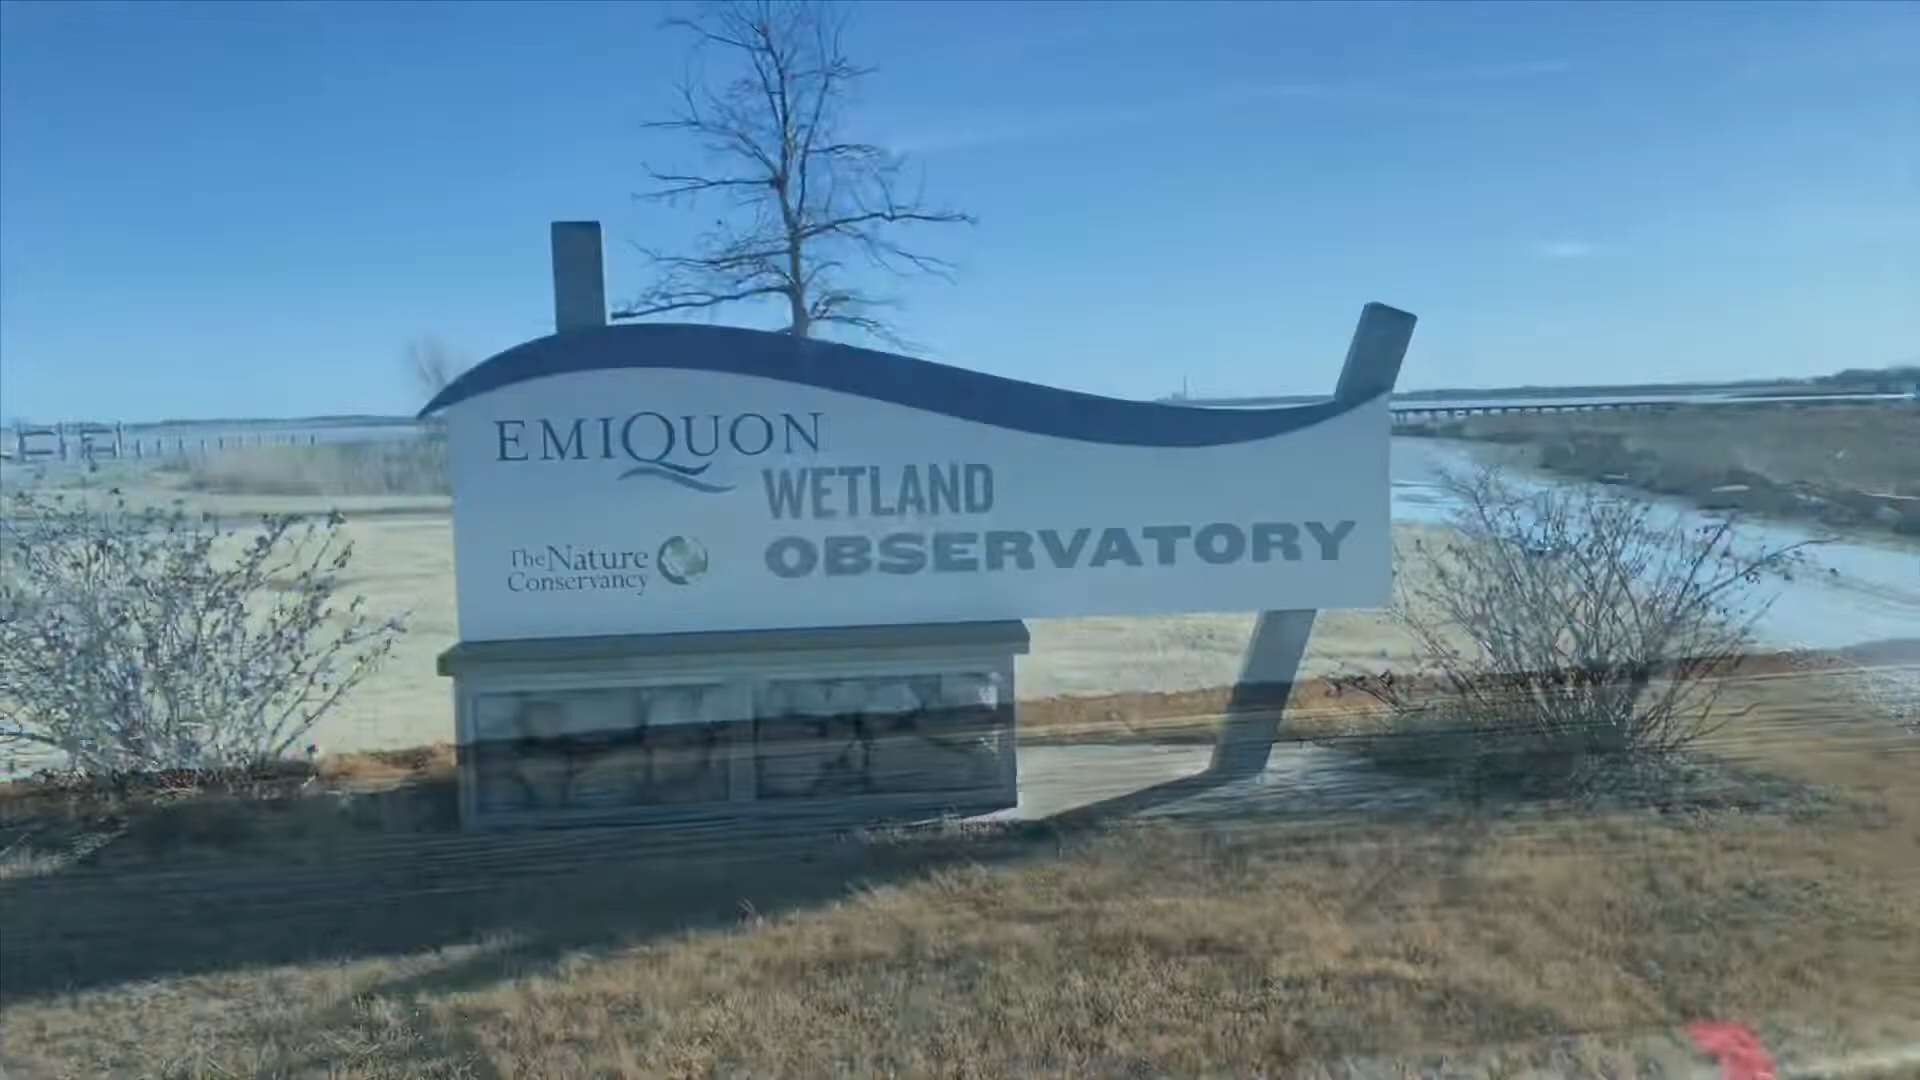 EMIQUON
WETLAND
OBSERVATORY
The Nature
Conservancy